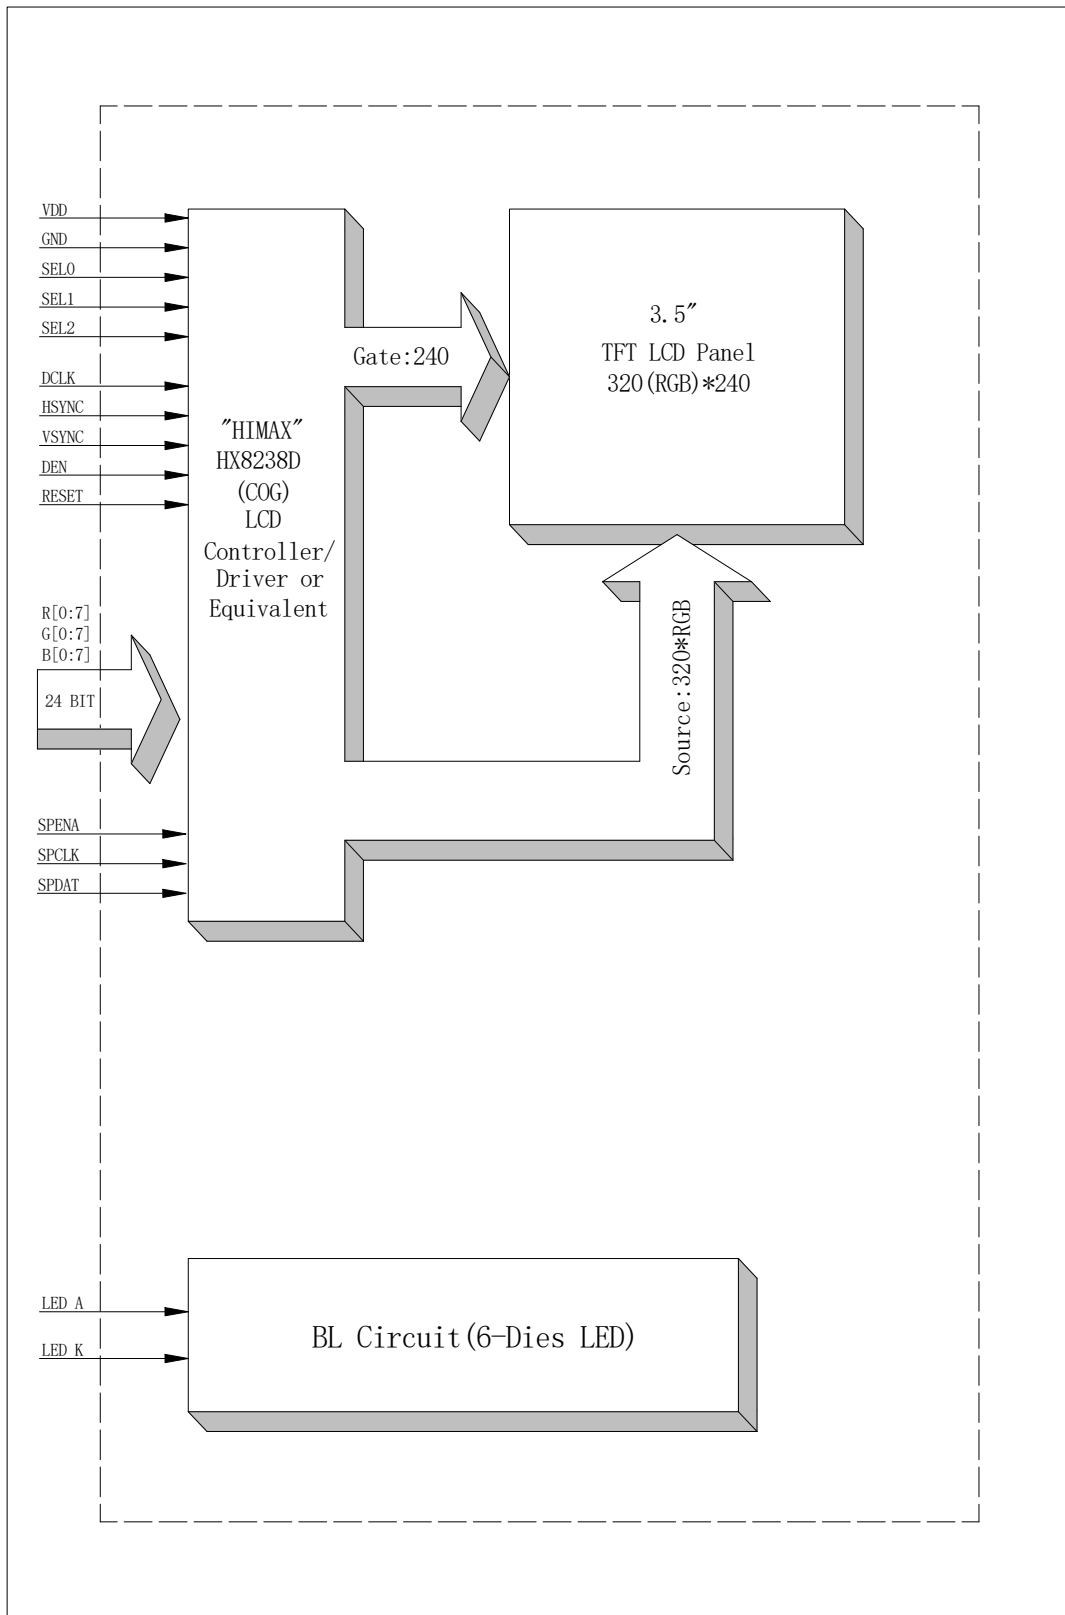 VDD
GND
SEL0
SEL1
SEL2
DCLK
HSYNC
VSYNC
DEN
RESET
R[0:7]
G[0:7]
B[0:7]
24 BIT
SPENA
SPCLK
SPDAT
"HIMAX"
HX8238D
(COG)
LCD
Controller/
Driver or
Equivalent
Gate:240
3.5"
TFT LCD Panel
320(RGB)*240
Source:320*RGB
LED A
LED K
BL Circuit(6-Dies LED)